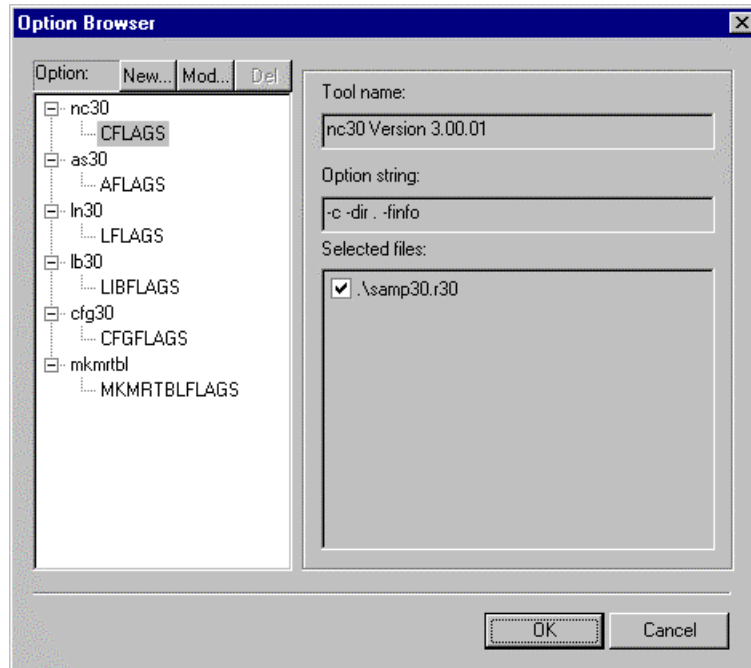 Option Browser
Option: New... Mod... Del
nc30
CFLAGS
as30
AFLAGS
ln30
LFLAGS
lb30
LIBFLAGS
cfg30
CFGFLAGS
mkmrtbl
MKMRTBLFLAGS
Tool name:
nc30 Version 3.00.01
Option string:
-c -dir . -finfo
Selected files:
.\samp30.r30
OK Cancel